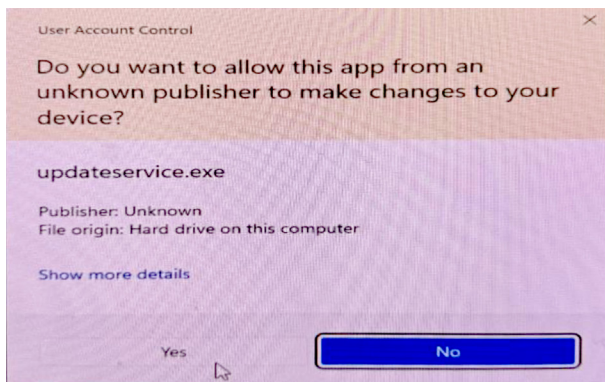 User Account Control
Do you want to allow this app from an
unknown publisher to make changes to your
device?
updateservice.exe
Publisher: Unknown
File origin: Hard drive on this computer
Show more details
Yes
No